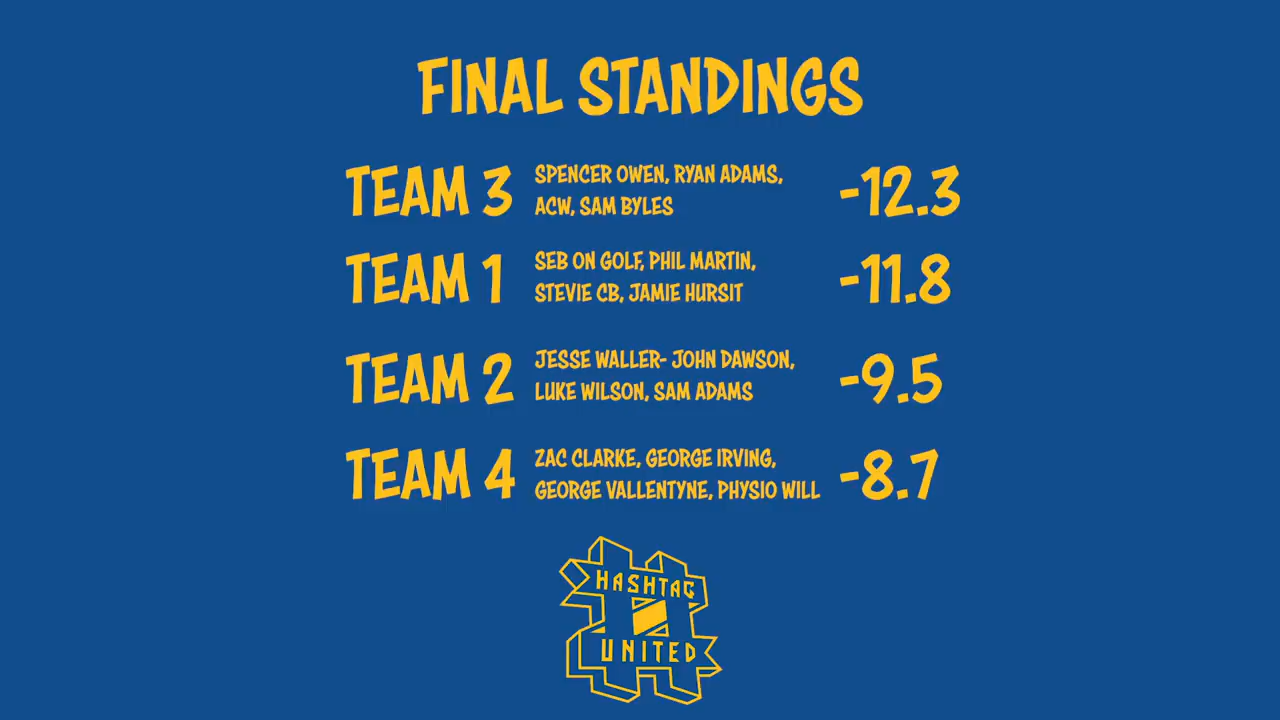 FINAL STANDINGS
TEAM 3 SPENCER OWEN, RYAN ADAMS, ACW, SAM BYLES -12.3
TEAM 1 SEB ON GOLF, PHIL MARTIN, STEVIE CB, JAMIE HURSIT -11.8
TEAM 2 JESSE WALLER- JOHN DAWSON, LUKE WILSON, SAM ADAMS -9.5
TEAM 4 ZAC CLARKE, GEORGE IRVING, GEORGE VALLENTYNE, PHYSIO WILL -8.7
HASHTAG
UNITED